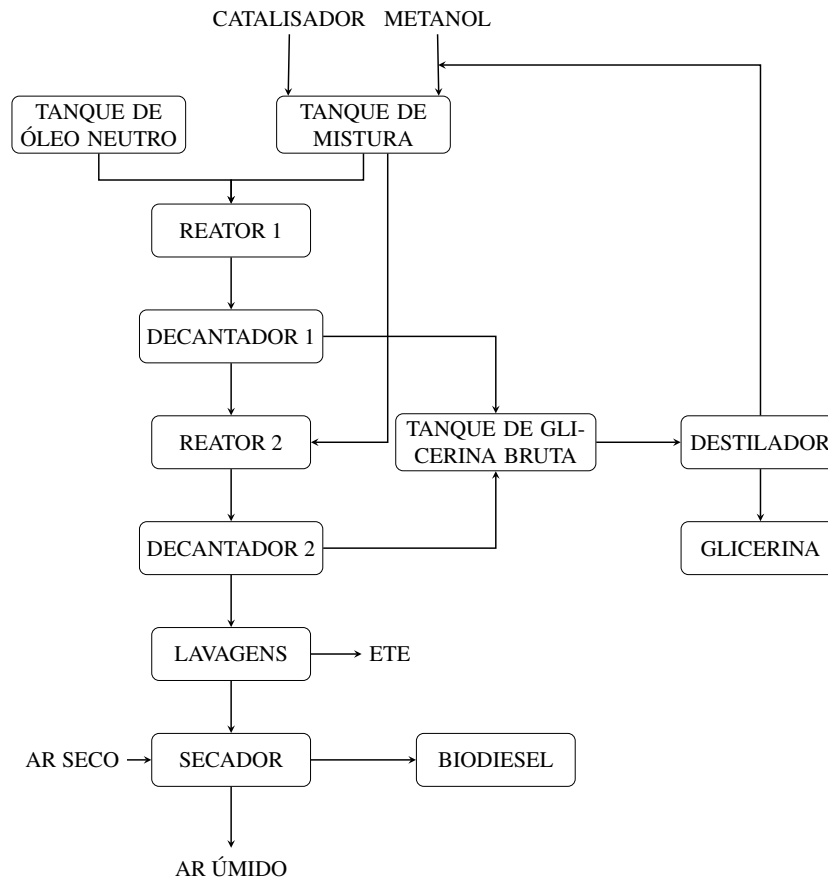 CATALISADOR
METANOL
TANQUE DE
ÓLEO NEUTRO
TANQUE DE
MISTURA
REATOR 1
DECANTADOR 1
REATOR 2
TANQUE DE GLI-
CERINA BRUTA
DESTILADOR
DECANTADOR 2
GLICERINA
LAVAGENS
ETE
AR SECO
SECADOR
BIODIESEL
AR ÚMIDO